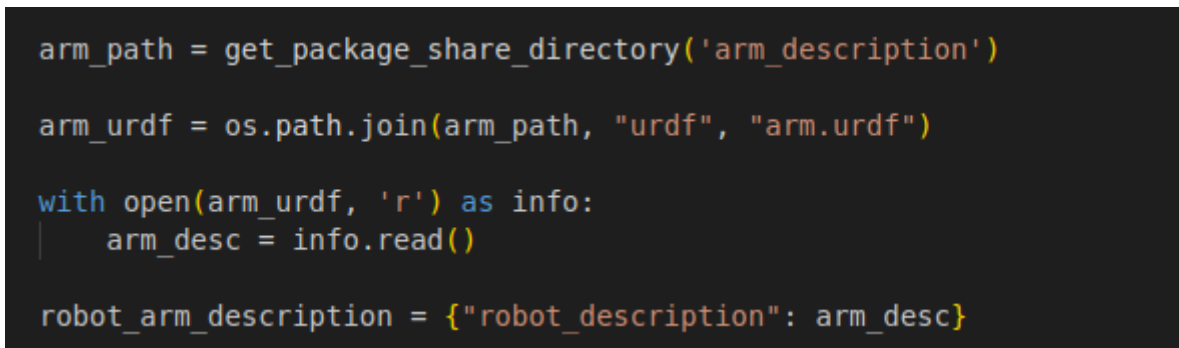 arm_path = get_package_share_directory('arm_description')
arm_urdf = os.path.join(arm_path, "urdf", "arm.urdf")
with open(arm_urdf, 'r') as info:
    arm_desc = info.read()
robot_arm_description = {"robot_description": arm_desc}